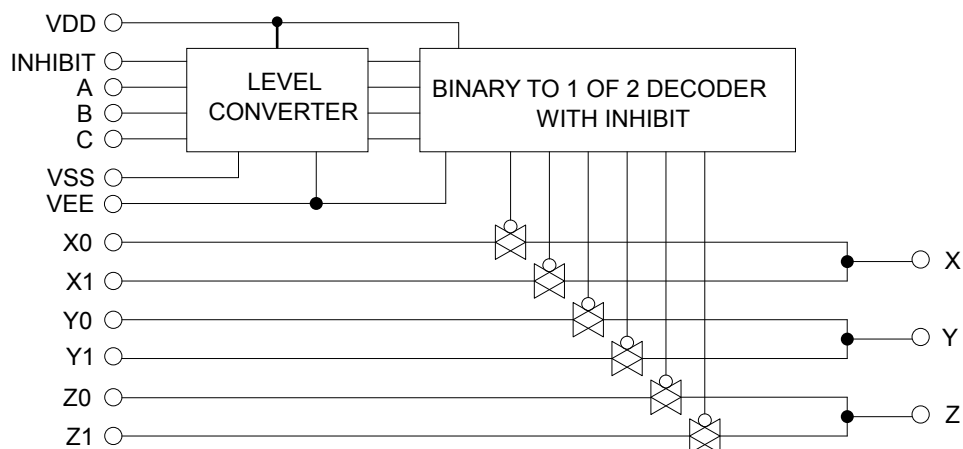 VDD
INHIBIT
A
B
C
VSS
VEE
LEVEL
CONVERTER
BINARY TO 1 OF 2 DECODER
WITH INHIBIT
X0
X1
X
Y0
Y1
Y
Z0
Z1
Z